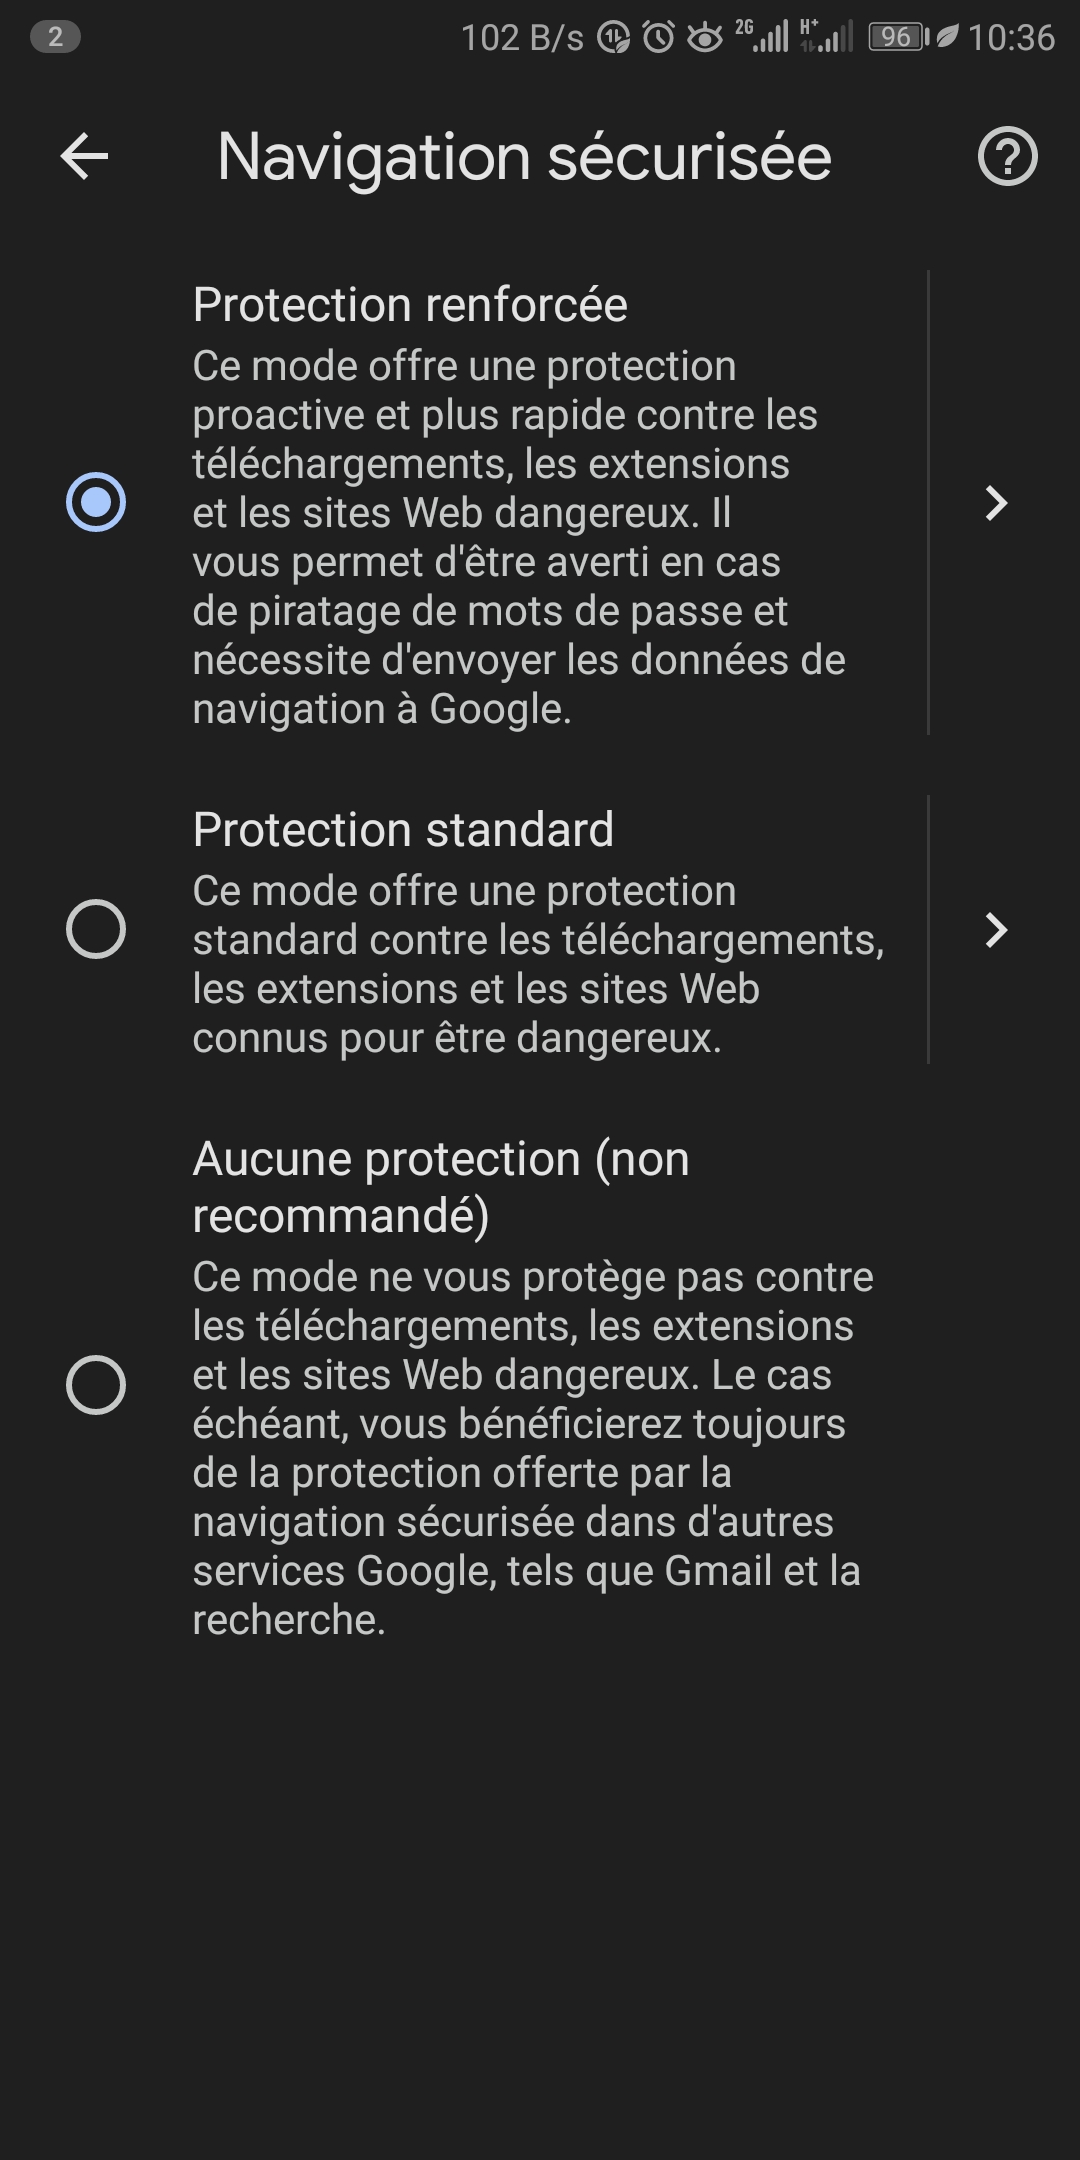 2 102 B/s 2G H+ 96 10:36
Navigation sécurisée
Protection renforcée
Ce mode offre une protection
proactive et plus rapide contre les
téléchargements, les extensions
et les sites Web dangereux. Il
vous permet d'être averti en cas
de piratage de mots de passe et
nécessite d'envoyer les données de
navigation à Google.
Protection standard
Ce mode offre une protection
standard contre les téléchargements,
les extensions et les sites Web
connus pour être dangereux.
Aucune protection (non
recommandé)
Ce mode ne vous protège pas contre
les téléchargements, les extensions
et les sites Web dangereux. Le cas
échéant, vous bénéficierez toujours
de la protection offerte par la
navigation sécurisée dans d'autres
services Google, tels que Gmail et la
recherche.